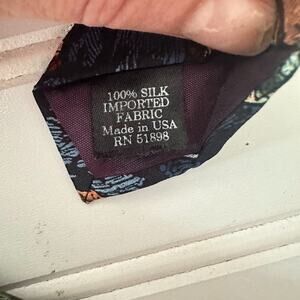 100% SILK
IMPORTED
FABRIC
Made in USA
RN 51898